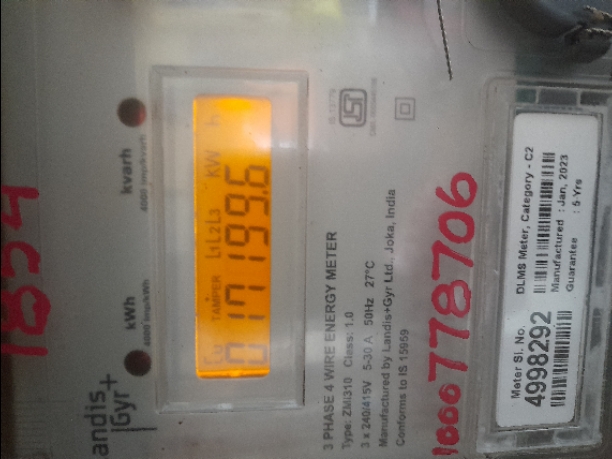 1854
kWh
4000 imp/kWh
kvarh
4000 imp/kvarh
Landis
Gyr+
TAMPER L1L2L3 KW h
017199.6
3 PHASE 4 WIRE ENERGY METER
Type: ZMI310 Class: 1.0
3 x 240/415V 5-30 A 50Hz 27°C
Manufactured by Landis+Gyr Ltd., Joka, India
Conforms to IS 15959
1000778706
Meter Sl. No.
4998292
DLMS Meter, Category - C2
Manufactured : Jan, 2023
Guarantee : 5 Yrs